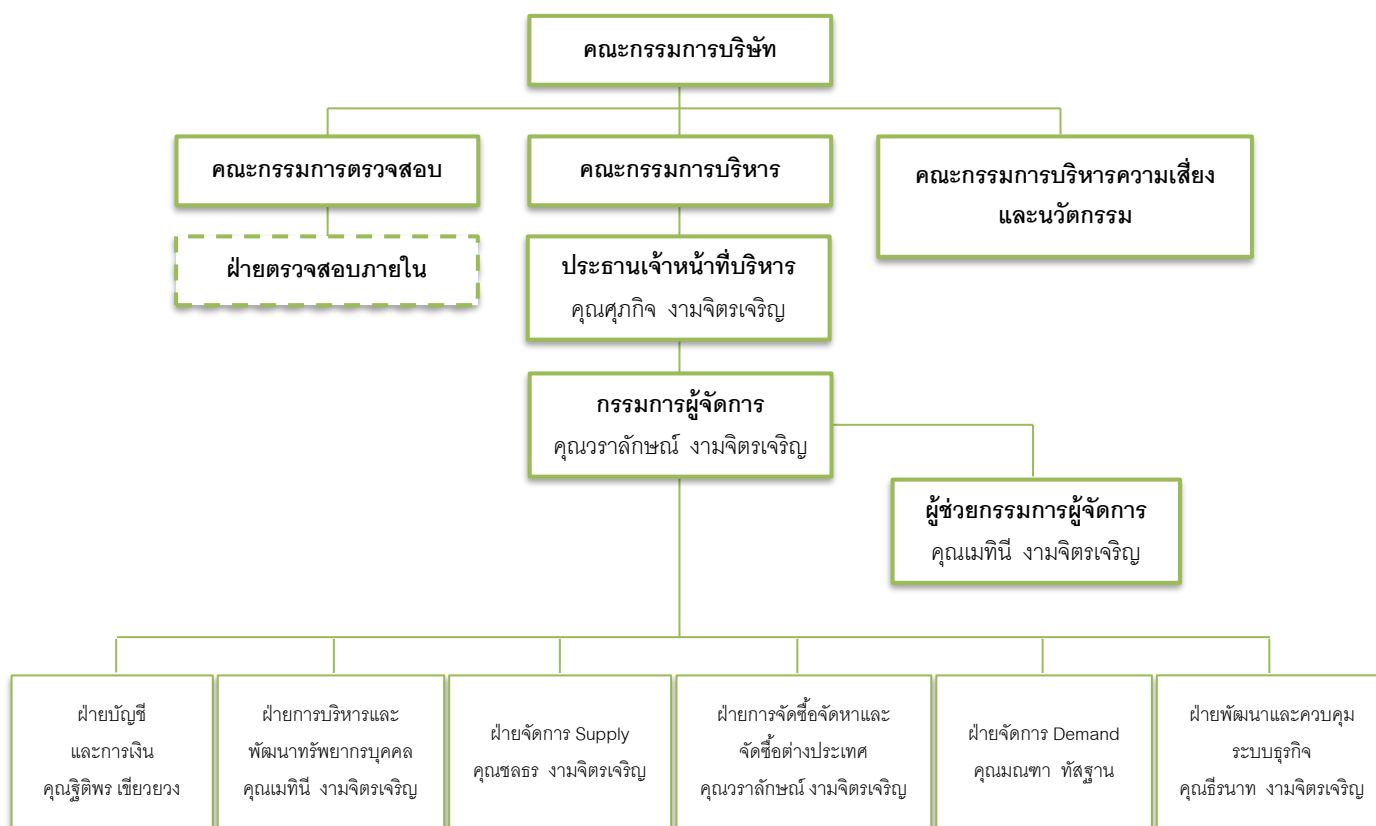 คณะกรรมการบริษัท
คณะกรรมการตรวจสอบ
คณะกรรมการบริหาร
คณะกรรมการบริหารความเสี่ยง
และนวัตกรรม
ฝ่ายตรวจสอบภายใน
ประธานเจ้าหน้าที่บริหาร
คุณศุภกิจ งามจิตรเจริญ
กรรมการผู้จัดการ
คุณวราลักษณ์ งามจิตรเจริญ
ผู้ช่วยกรรมการผู้จัดการ
คุณเมทินี งามจิตรเจริญ
ฝ่ายบัญชี
และการเงิน
คุณฐิติพร เขียวยวง
ฝ่ายการบริหารและ
พัฒนาทรัพยากรบุคคล
คุณเมทินี งามจิตรเจริญ
ฝ่ายจัดการ Supply
คุณชลธร งามจิตรเจริญ
ฝ่ายการจัดซื้อจัดหาและ
จัดซื้อต่างประเทศ
คุณวราลักษณ์ งามจิตรเจริญ
ฝ่ายจัดการ Demand
คุณมณฑา ทัสฐาน
ฝ่ายพัฒนาและควบคุม
ระบบธุรกิจ
คุณธีรนาท งามจิตรเจริญ